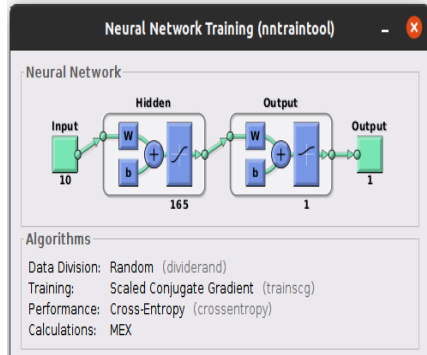 Neural Network Training (nntraintool)
Neural Network
Hidden Output
Input Output
W W
b b
+ +
10 165 1 1
Algorithms
Data Division: Random (dividerand)
Training: Scaled Conjugate Gradient (trainscg)
Performance: Cross-Entropy (crossentropy)
Calculations: MEX